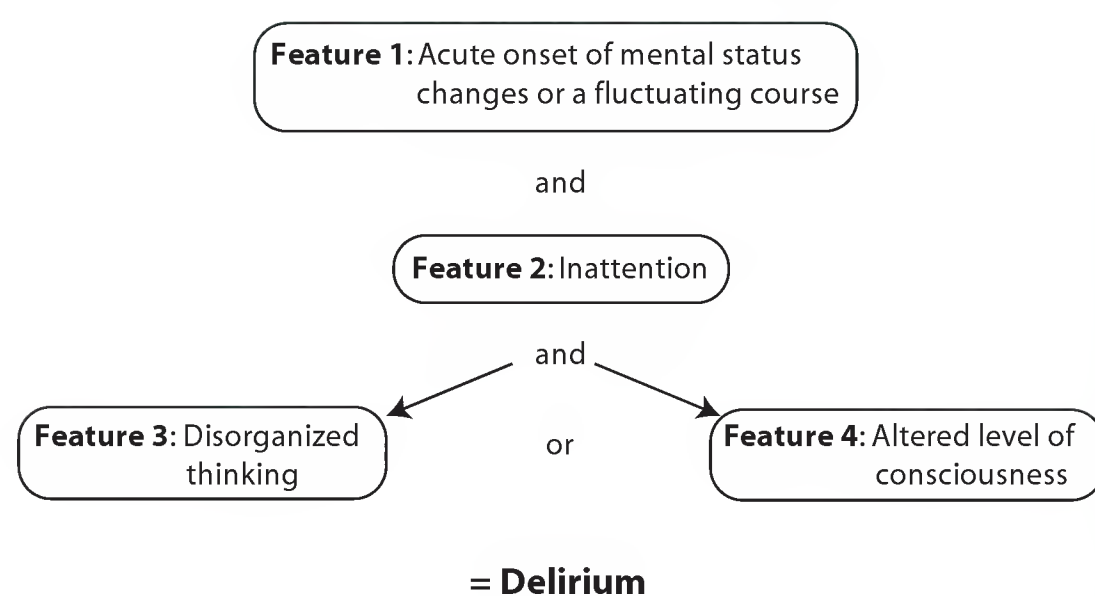 Feature 1: Acute onset of mental status
changes or a fluctuating course
and
Feature 2: Inattention
and
Feature 3: Disorganized
thinking
or
Feature 4: Altered level of
consciousness
= Delirium